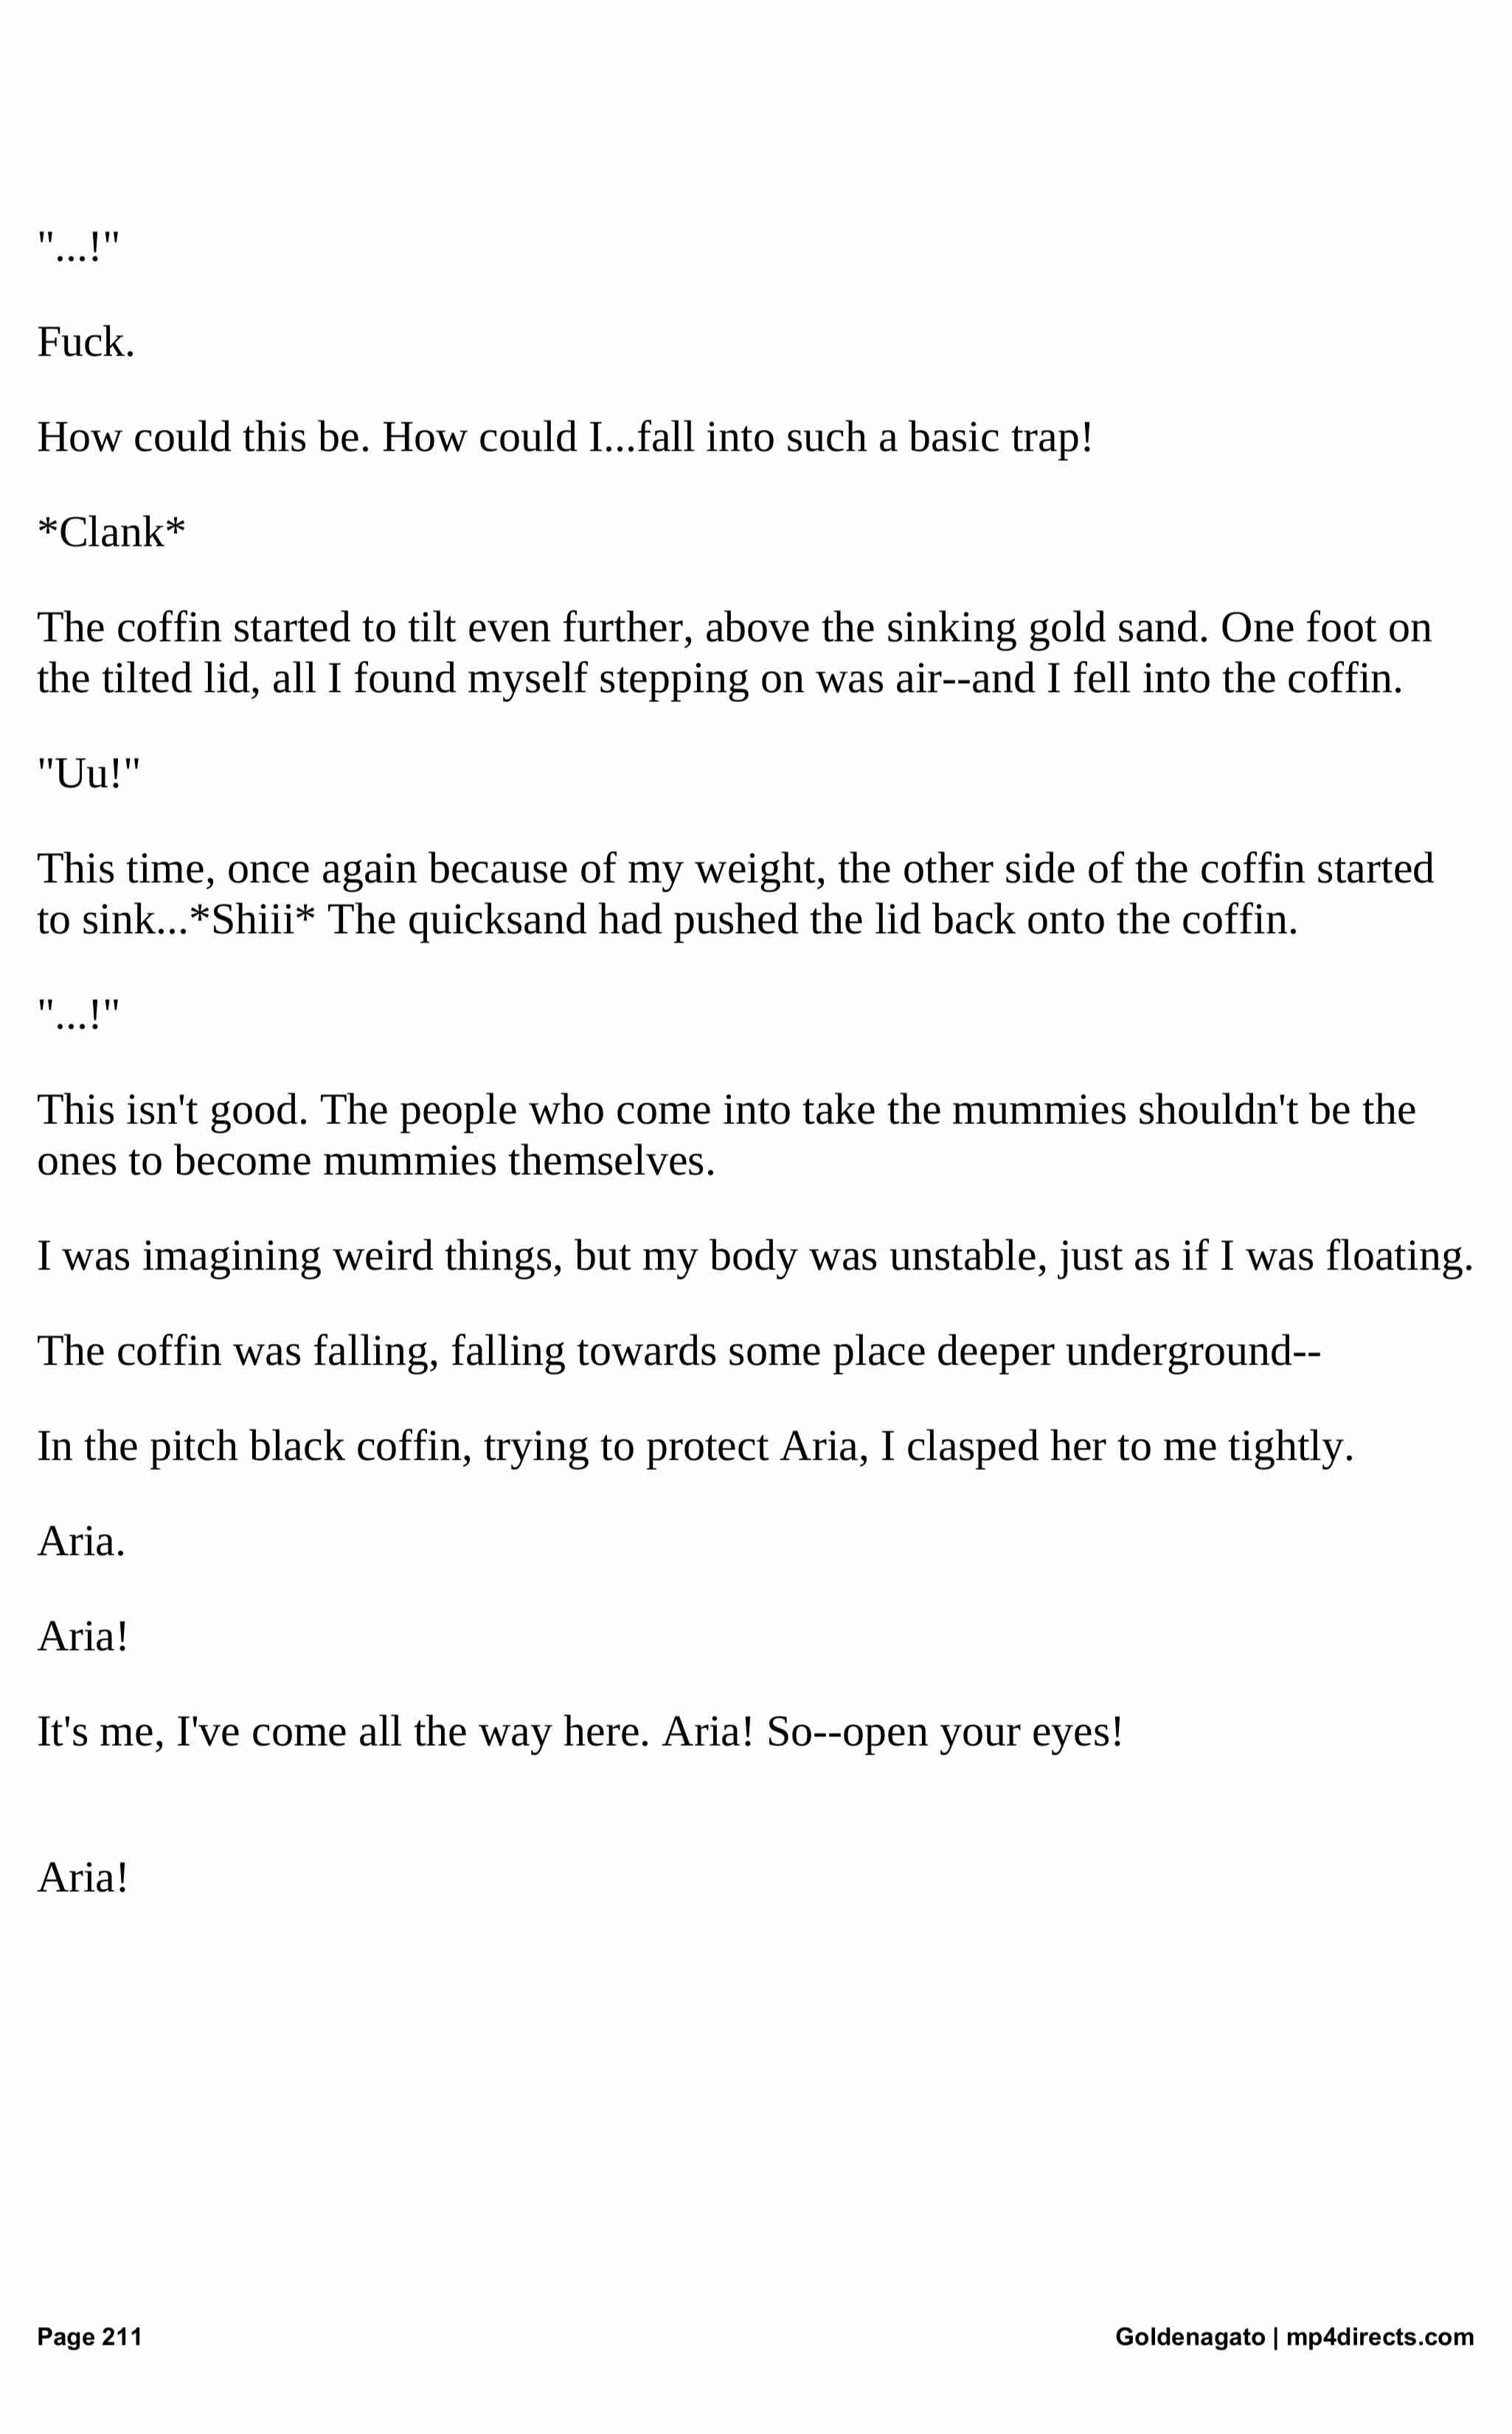 "...!"
Fuck.
How could this be. How could I...fall into such a basic trap!
*Clank*
The coffin started to tilt even further, above the sinking gold sand. One foot on
the tilted lid, all I found myself stepping on was air--and I fell into the coffin.
"Uu!"
This time, once again because of my weight, the other side of the coffin started
to sink...*Shiii* The quicksand had pushed the lid back onto the coffin.
"...!"
This isn't good. The people who come into take the mummies shouldn't be the
ones to become mummies themselves.
I was imagining weird things, but my body was unstable, just as if I was floating.
The coffin was falling, falling towards some place deeper underground--
In the pitch black coffin, trying to protect Aria, I clasped her to me tightly.
Aria.
Aria!
It's me, I've come all the way here. Aria! So--open your eyes!
Aria!
Page 211
Goldenagato | mp4directs.com